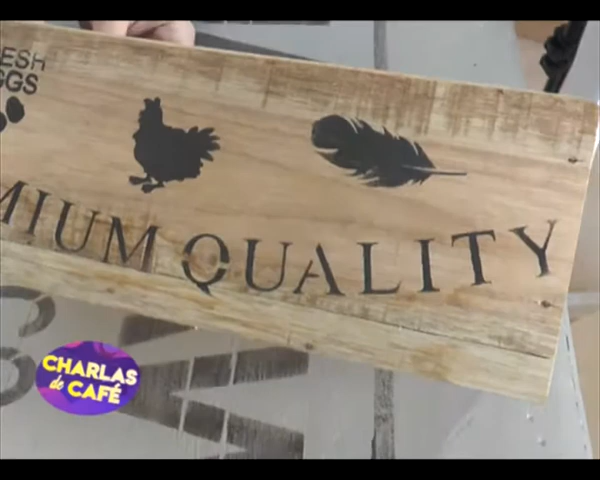 ESH
GGS
MIUM QUALITY
CHARLAS
de CAFÉ